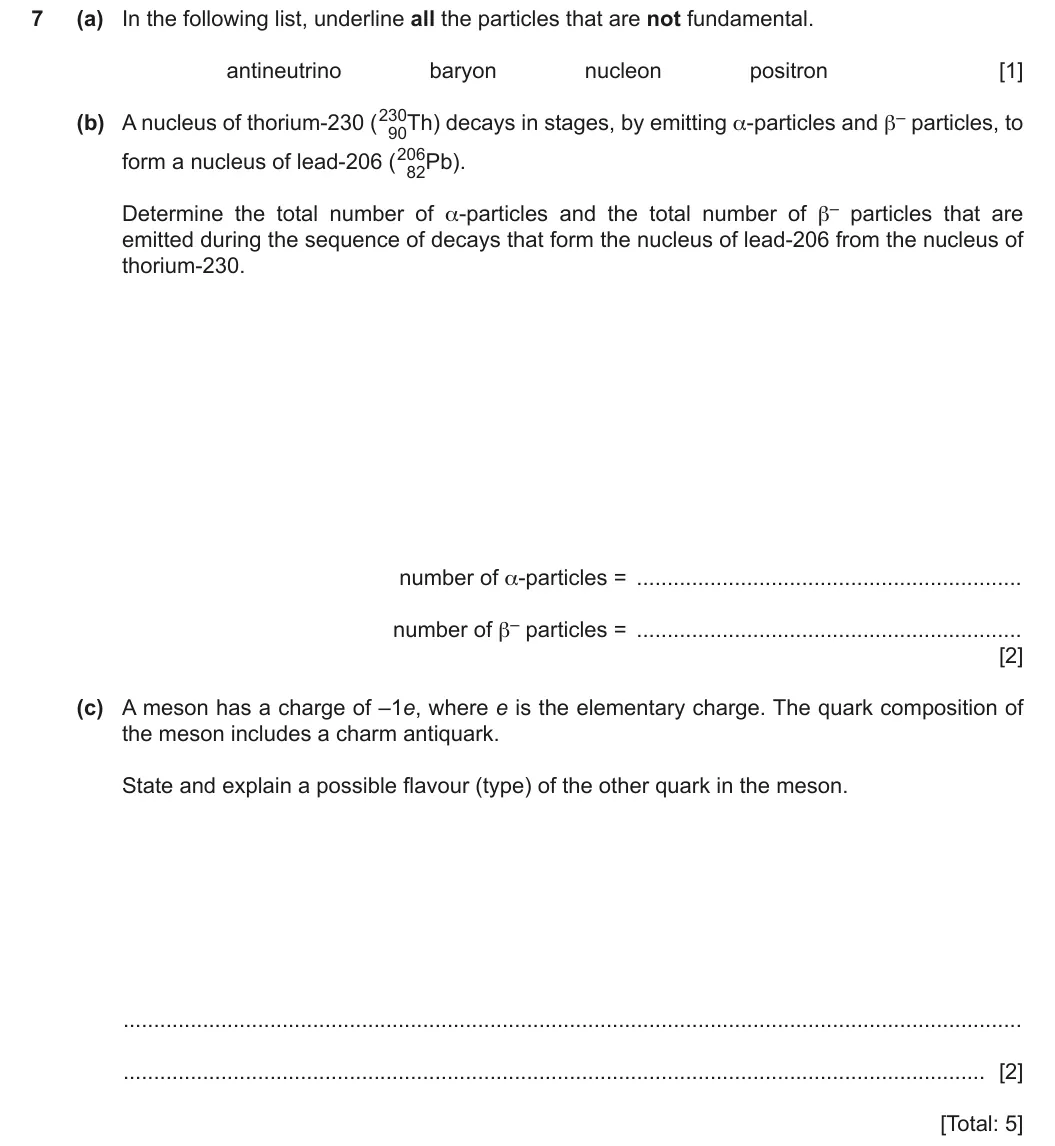 7 (a) In the following list, underline all the particles that are not fundamental.
antineutrino baryon nucleon positron [1]
(b) A nucleus of thorium-230 (²³⁰₉₀Th) decays in stages, by emitting α-particles and β⁻ particles, to
form a nucleus of lead-206 (²⁰⁶₈₂Pb).
Determine the total number of α-particles and the total number of β⁻ particles that are
emitted during the sequence of decays that form the nucleus of lead-206 from the nucleus of
thorium-230.
number of α-particles = ...............................................................
number of β⁻ particles = ...............................................................
[2]
(c) A meson has a charge of –1e, where e is the elementary charge. The quark composition of
the meson includes a charm antiquark.
State and explain a possible flavour (type) of the other quark in the meson.
...................................................................................................................................................
............................................................................................................................................. [2]
[Total: 5]